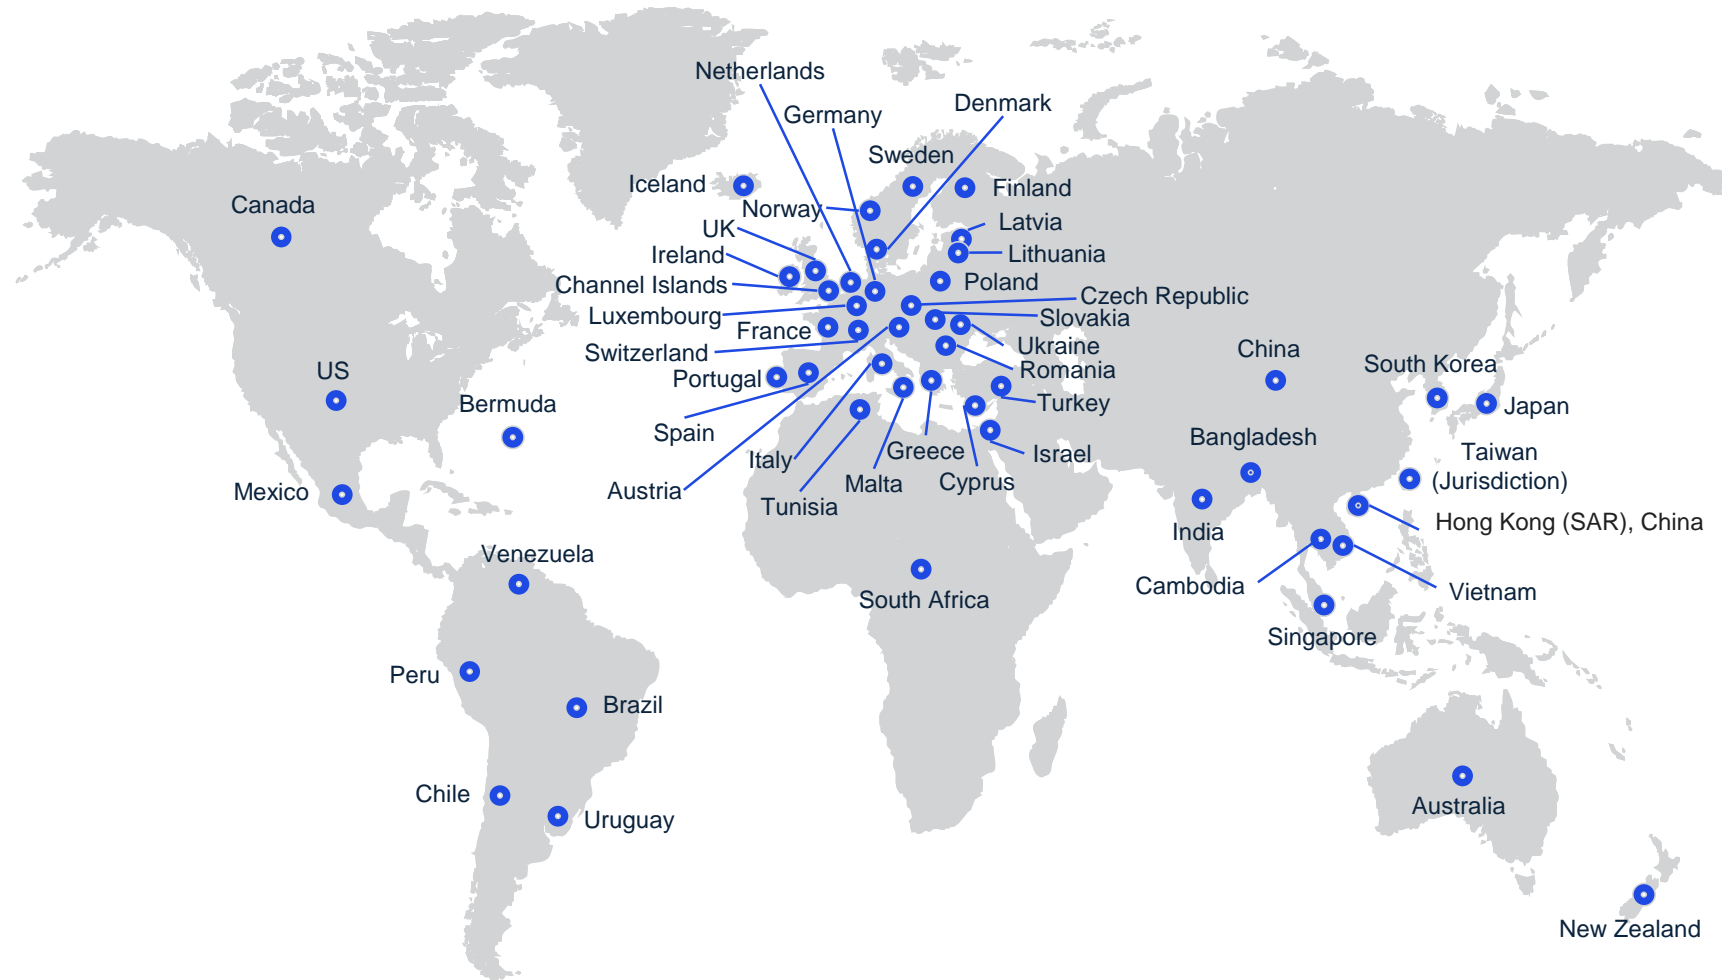 Netherlands
Denmark
Germany
Sweden
Iceland
Finland
Canada
Norway
Latvia
UK
Ireland
Lithuania
Channel Islands
Poland
Czech Republic
Luxembourg
Slovakia
France
Ukraine
Switzerland
China
South Korea
US
Portugal
Romania
Bermuda
Turkey
Japan
Spain
Bangladesh
Greece
Israel
Taiwan
(Jurisdiction)
Italy
Malta
Cyprus
Austria
Mexico
Tunisia
Hong Kong (SAR), China
India
Venezuela
Cambodia
Vietnam
South Africa
Singapore
Peru
Brazil
Chile
Australia
Uruguay
New Zealand